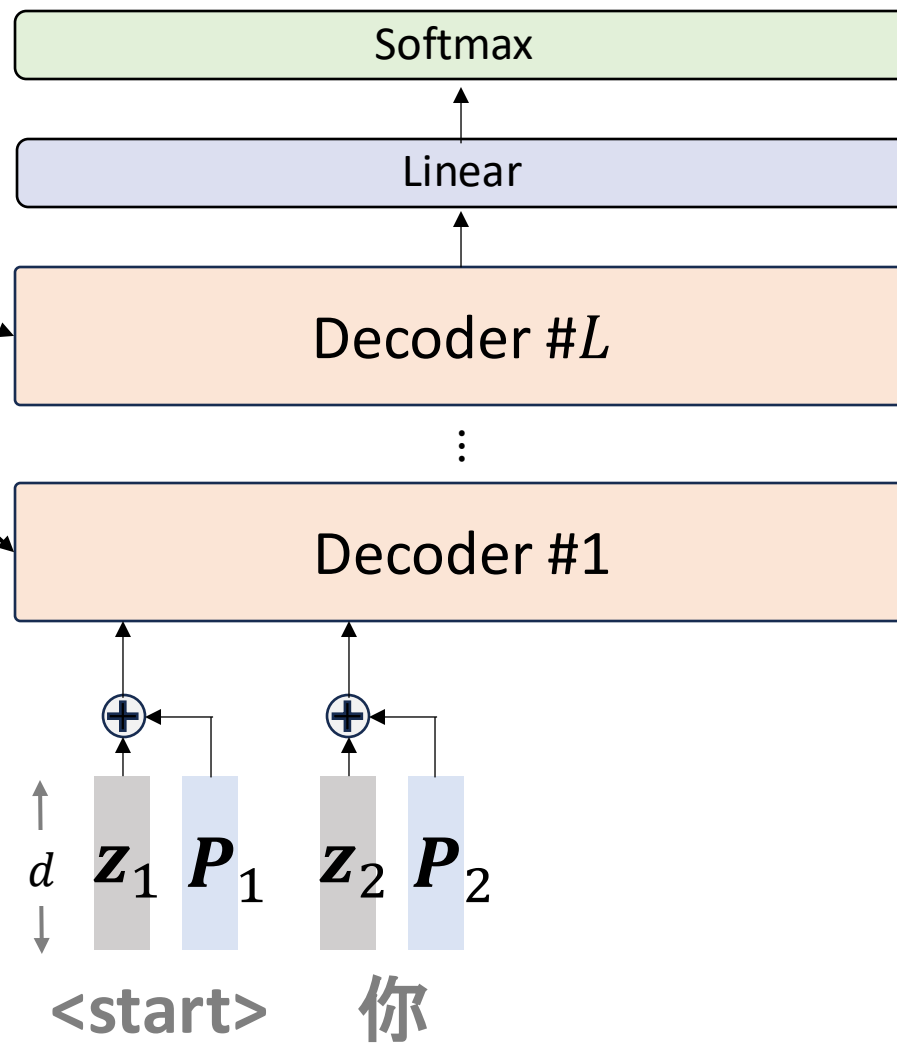 Softmax
Linear
Decoder #L
⋮
Decoder #1
d z₁ P₁ z₂ P₂
<start> 你